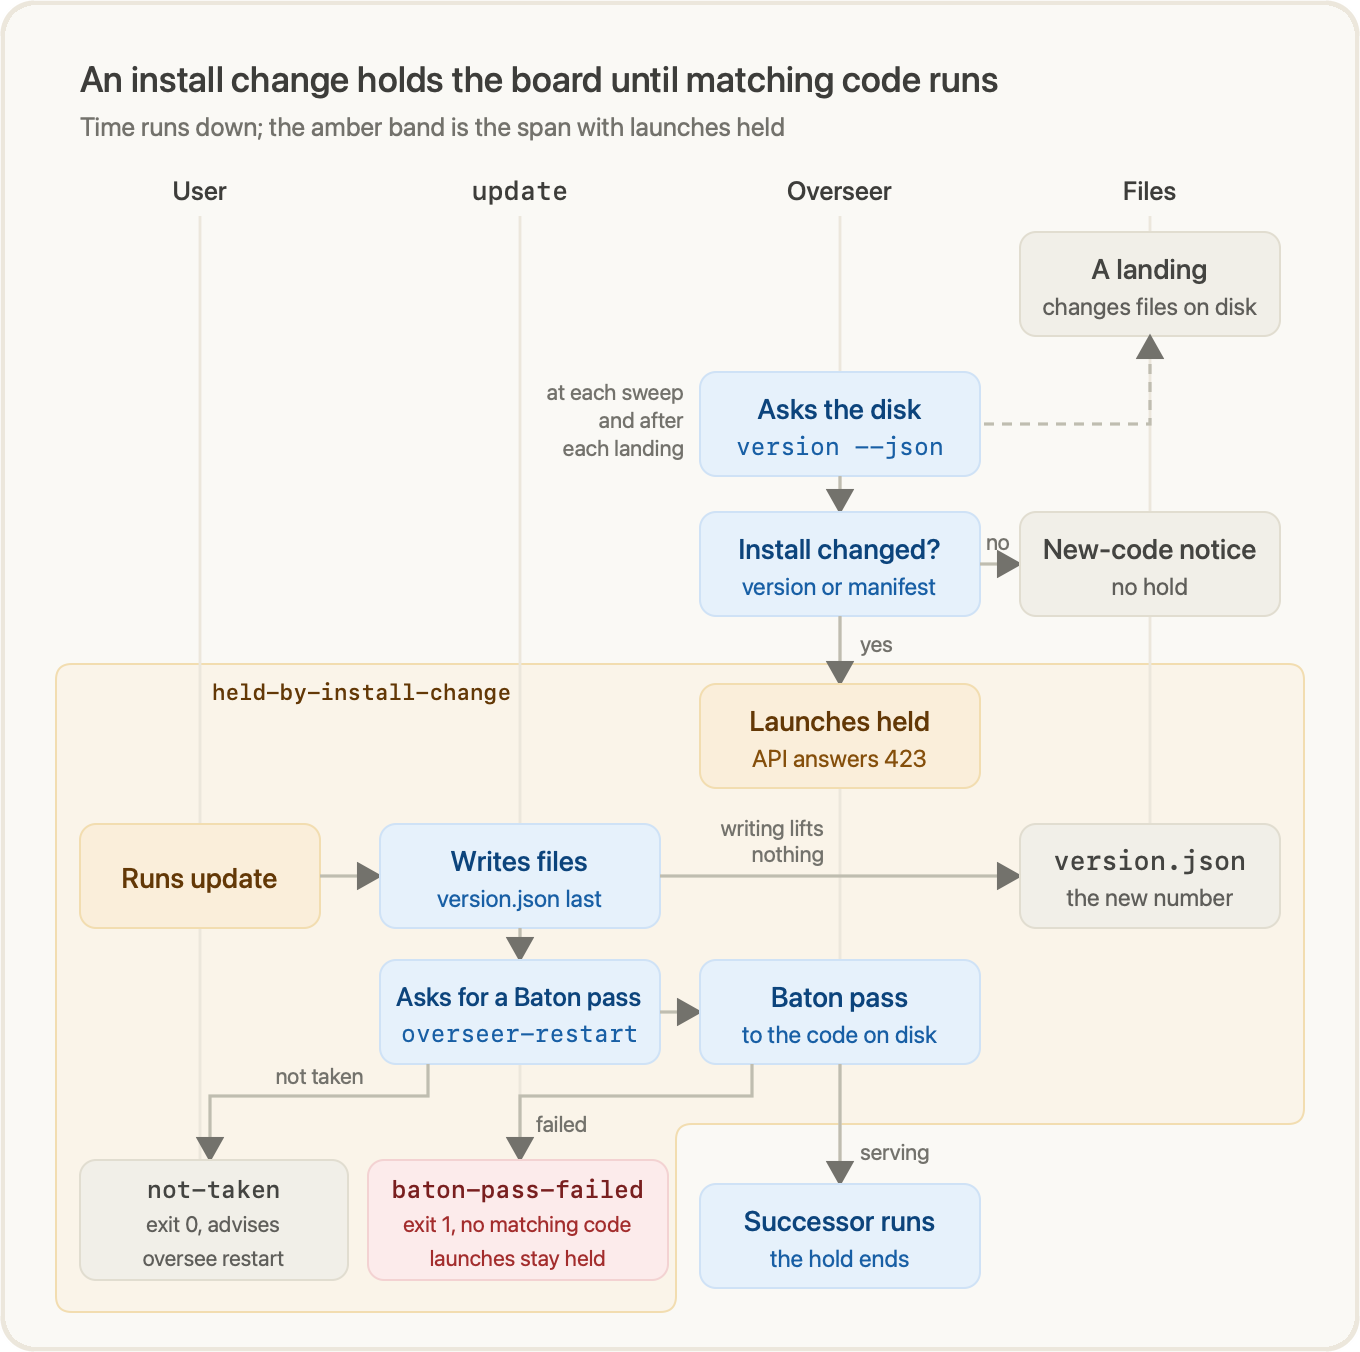 An install change holds the board until matching code runs
Time runs down; the amber band is the span with launches held
User
update
Overseer
Files
A landing
changes files on disk
at each sweep
and after
each landing
Asks the disk
version --json
Install changed?
version or manifest
no
New-code notice
no hold
yes
held-by-install-change
Launches held
API answers 423
Runs update
Writes files
version.json last
writing lifts
nothing
version.json
the new number
Asks for a Baton pass
overseer-restart
Baton pass
to the code on disk
not taken
failed
serving
not-taken
exit 0, advises
oversee restart
baton-pass-failed
exit 1, no matching code
launches stay held
Successor runs
the hold ends